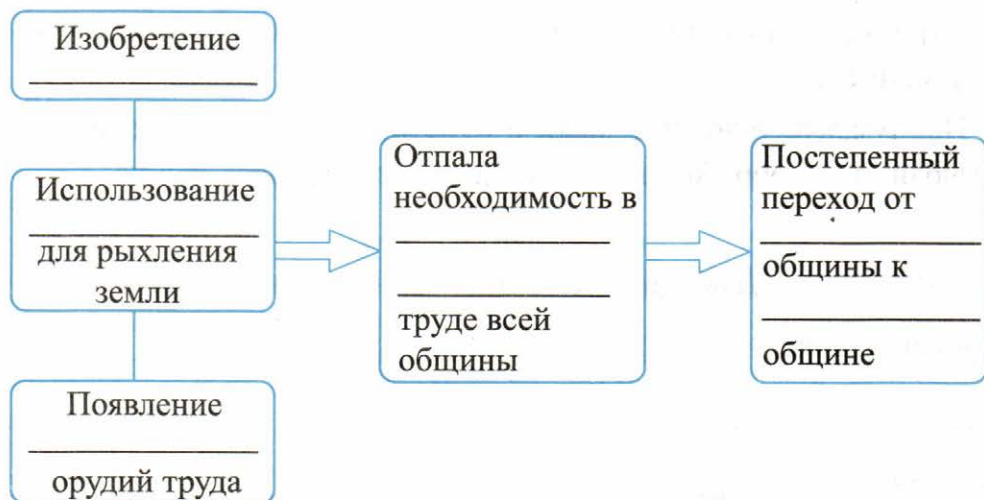 Изобретение
Использование
для рыхления
земли
Появление
орудий труда
Отпала
необходимость в
труде всей
общины
Постепенный
переход от
общины к
общине